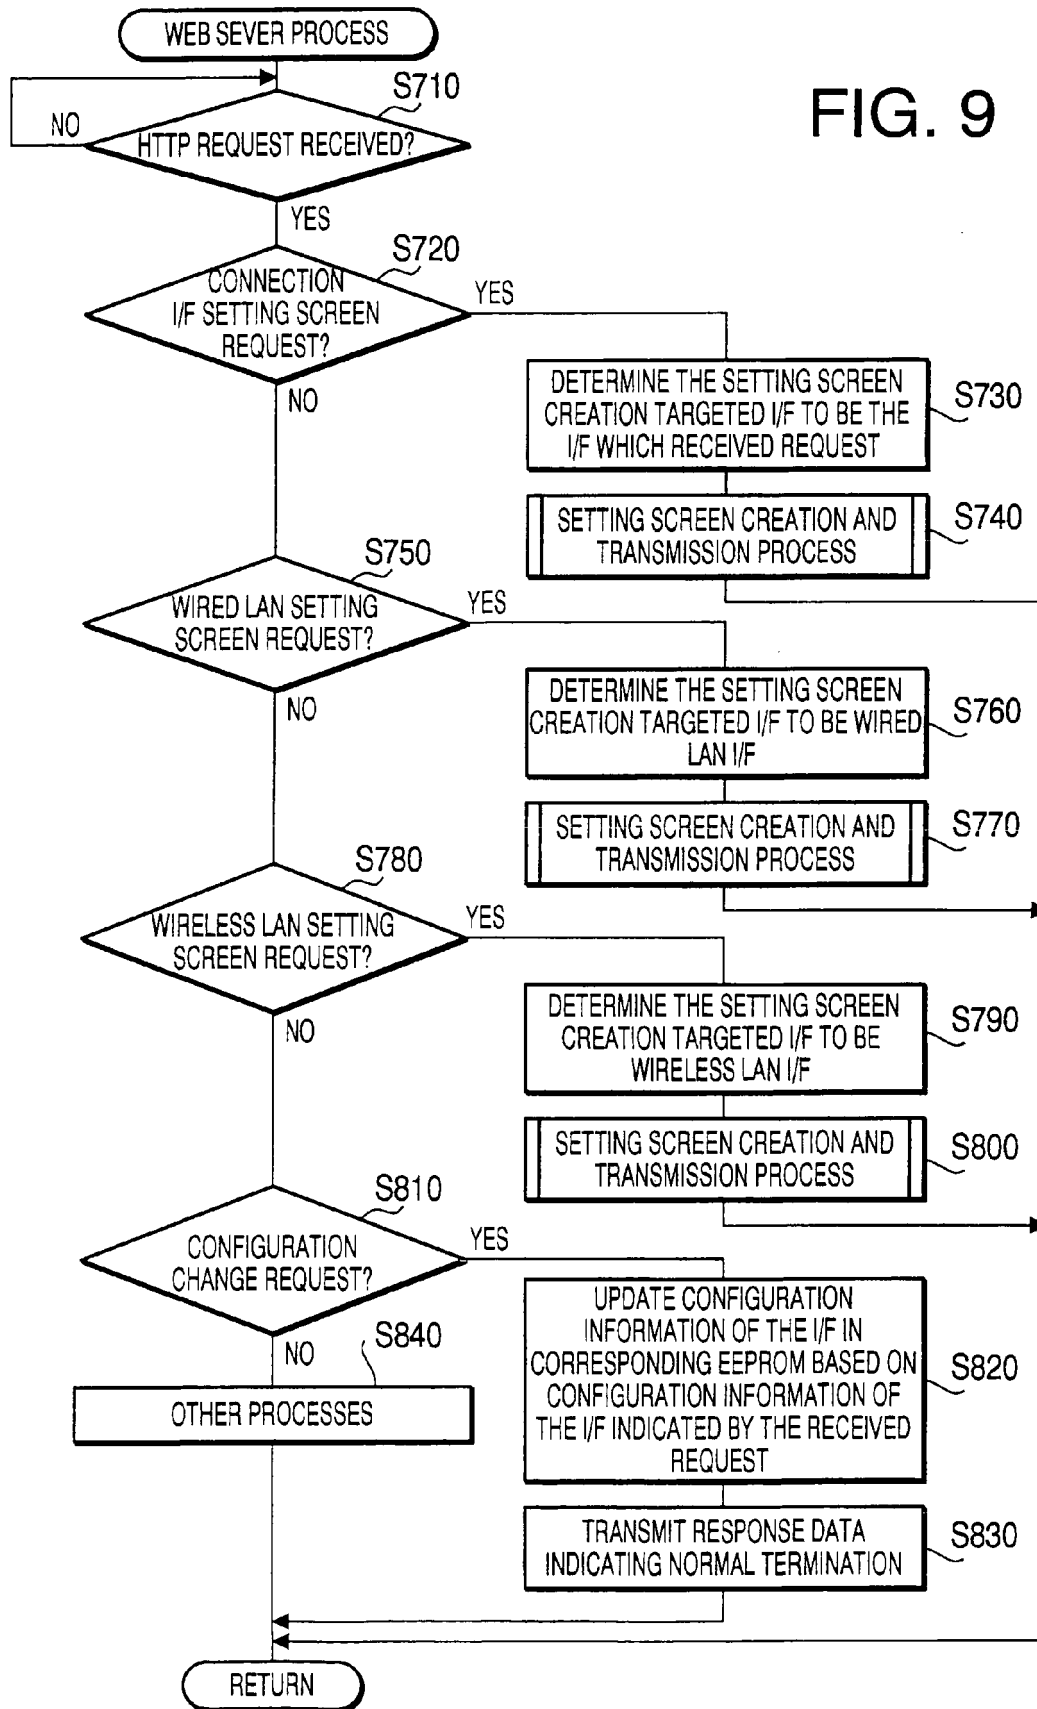 WEB SEVER PROCESS
FIG. 9
S710
NO
HTTP REQUEST RECEIVED?
YES
S720
CONNECTION
I/F SETTING SCREEN
REQUEST?
YES
NO
DETERMINE THE SETTING SCREEN
CREATION TARGETED I/F TO BE THE
I/F WHICH RECEIVED REQUEST
S730
SETTING SCREEN CREATION AND
TRANSMISSION PROCESS
S740
S750
WIRED LAN SETTING
SCREEN REQUEST?
YES
NO
DETERMINE THE SETTING SCREEN
CREATION TARGETED I/F TO BE WIRED
LAN I/F
S760
SETTING SCREEN CREATION AND
TRANSMISSION PROCESS
S770
S780
WIRELESS LAN SETTING
SCREEN REQUEST?
YES
NO
DETERMINE THE SETTING SCREEN
CREATION TARGETED I/F TO BE
WIRELESS LAN I/F
S790
SETTING SCREEN CREATION AND
TRANSMISSION PROCESS
S800
S810
CONFIGURATION
CHANGE REQUEST?
YES
NO
UPDATE CONFIGURATION
INFORMATION OF THE I/F IN
CORRESPONDING EEPROM BASED ON
CONFIGURATION INFORMATION OF
THE I/F INDICATED BY THE RECEIVED
REQUEST
S820
S840
OTHER PROCESSES
TRANSMIT RESPONSE DATA
INDICATING NORMAL TERMINATION
S830
RETURN